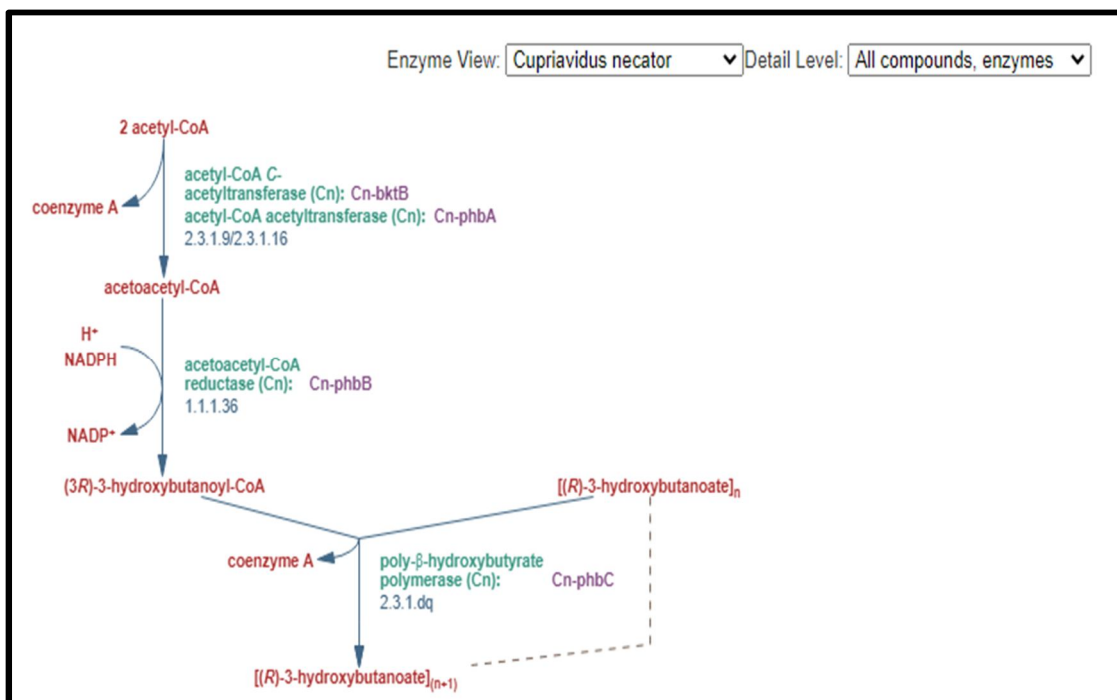 Enzyme View: Cupriavidus necator Detail Level: All compounds, enzymes
2 acetyl-CoA
acetyl-CoA C-
acetyltransferase (Cn): Cn-bktB
coenzyme A
acetyl-CoA acetyltransferase (Cn): Cn-phbA
2.3.1.9/2.3.1.16
acetoacetyl-CoA
H⁺
NADPH
acetoacetyl-CoA
reductase (Cn): Cn-phbB
1.1.1.36
NADP⁺
(3R)-3-hydroxybutanoyl-CoA [(R)-3-hydroxybutanoate]n
coenzyme A
poly-β-hydroxybutyrate
polymerase (Cn): Cn-phbC
2.3.1.dq
[(R)-3-hydroxybutanoate](n+1)